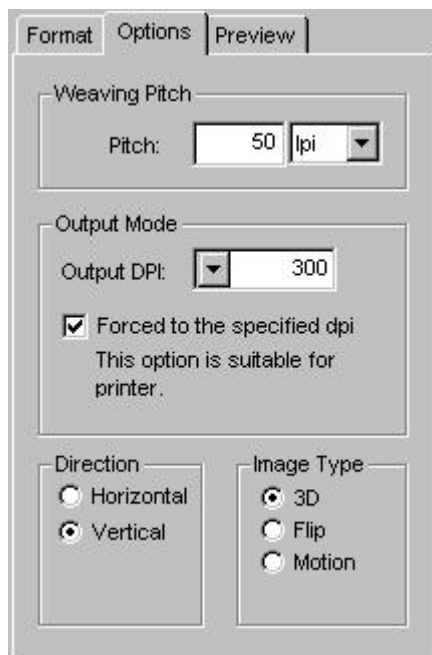 Format Options Preview
Weaving Pitch
Pitch: 50 lpi
Output Mode
Output DPI: 300
Forced to the specified dpi
This option is suitable for
printer.
Direction
Horizontal
Vertical
Image Type
3D
Flip
Motion